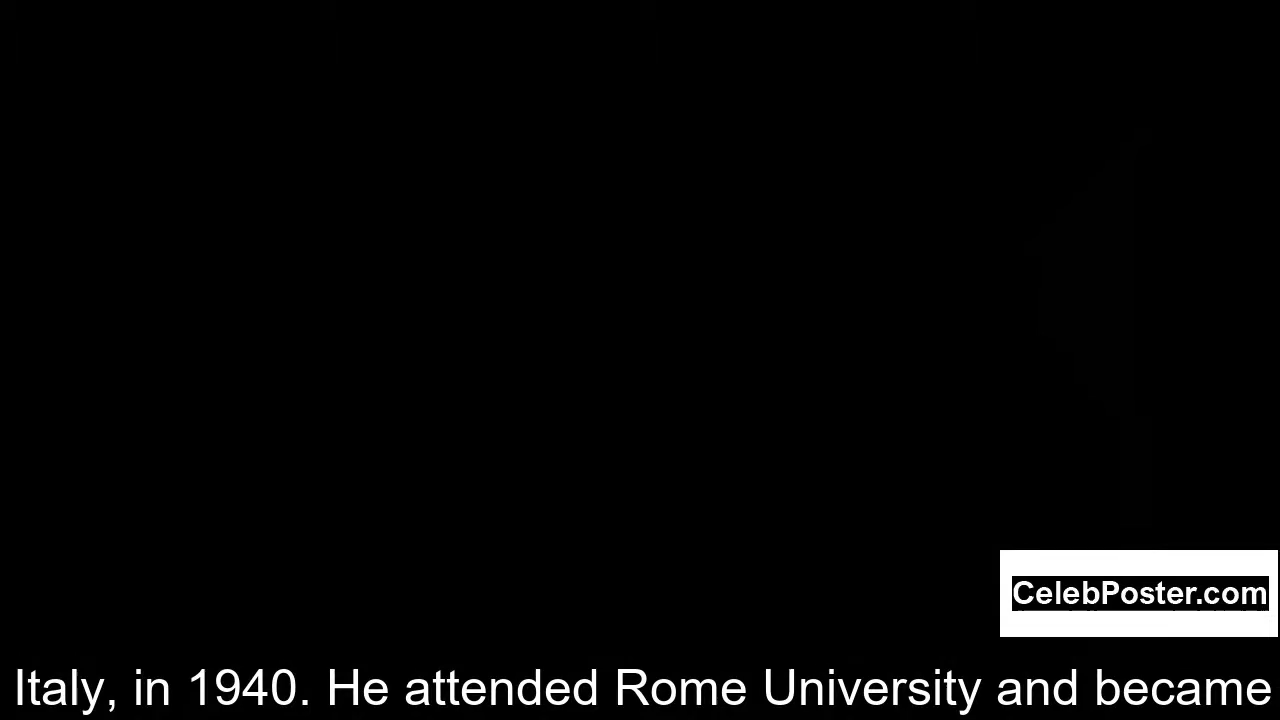 CelebPoster.com
Italy, in 1940. He attended Rome University and became